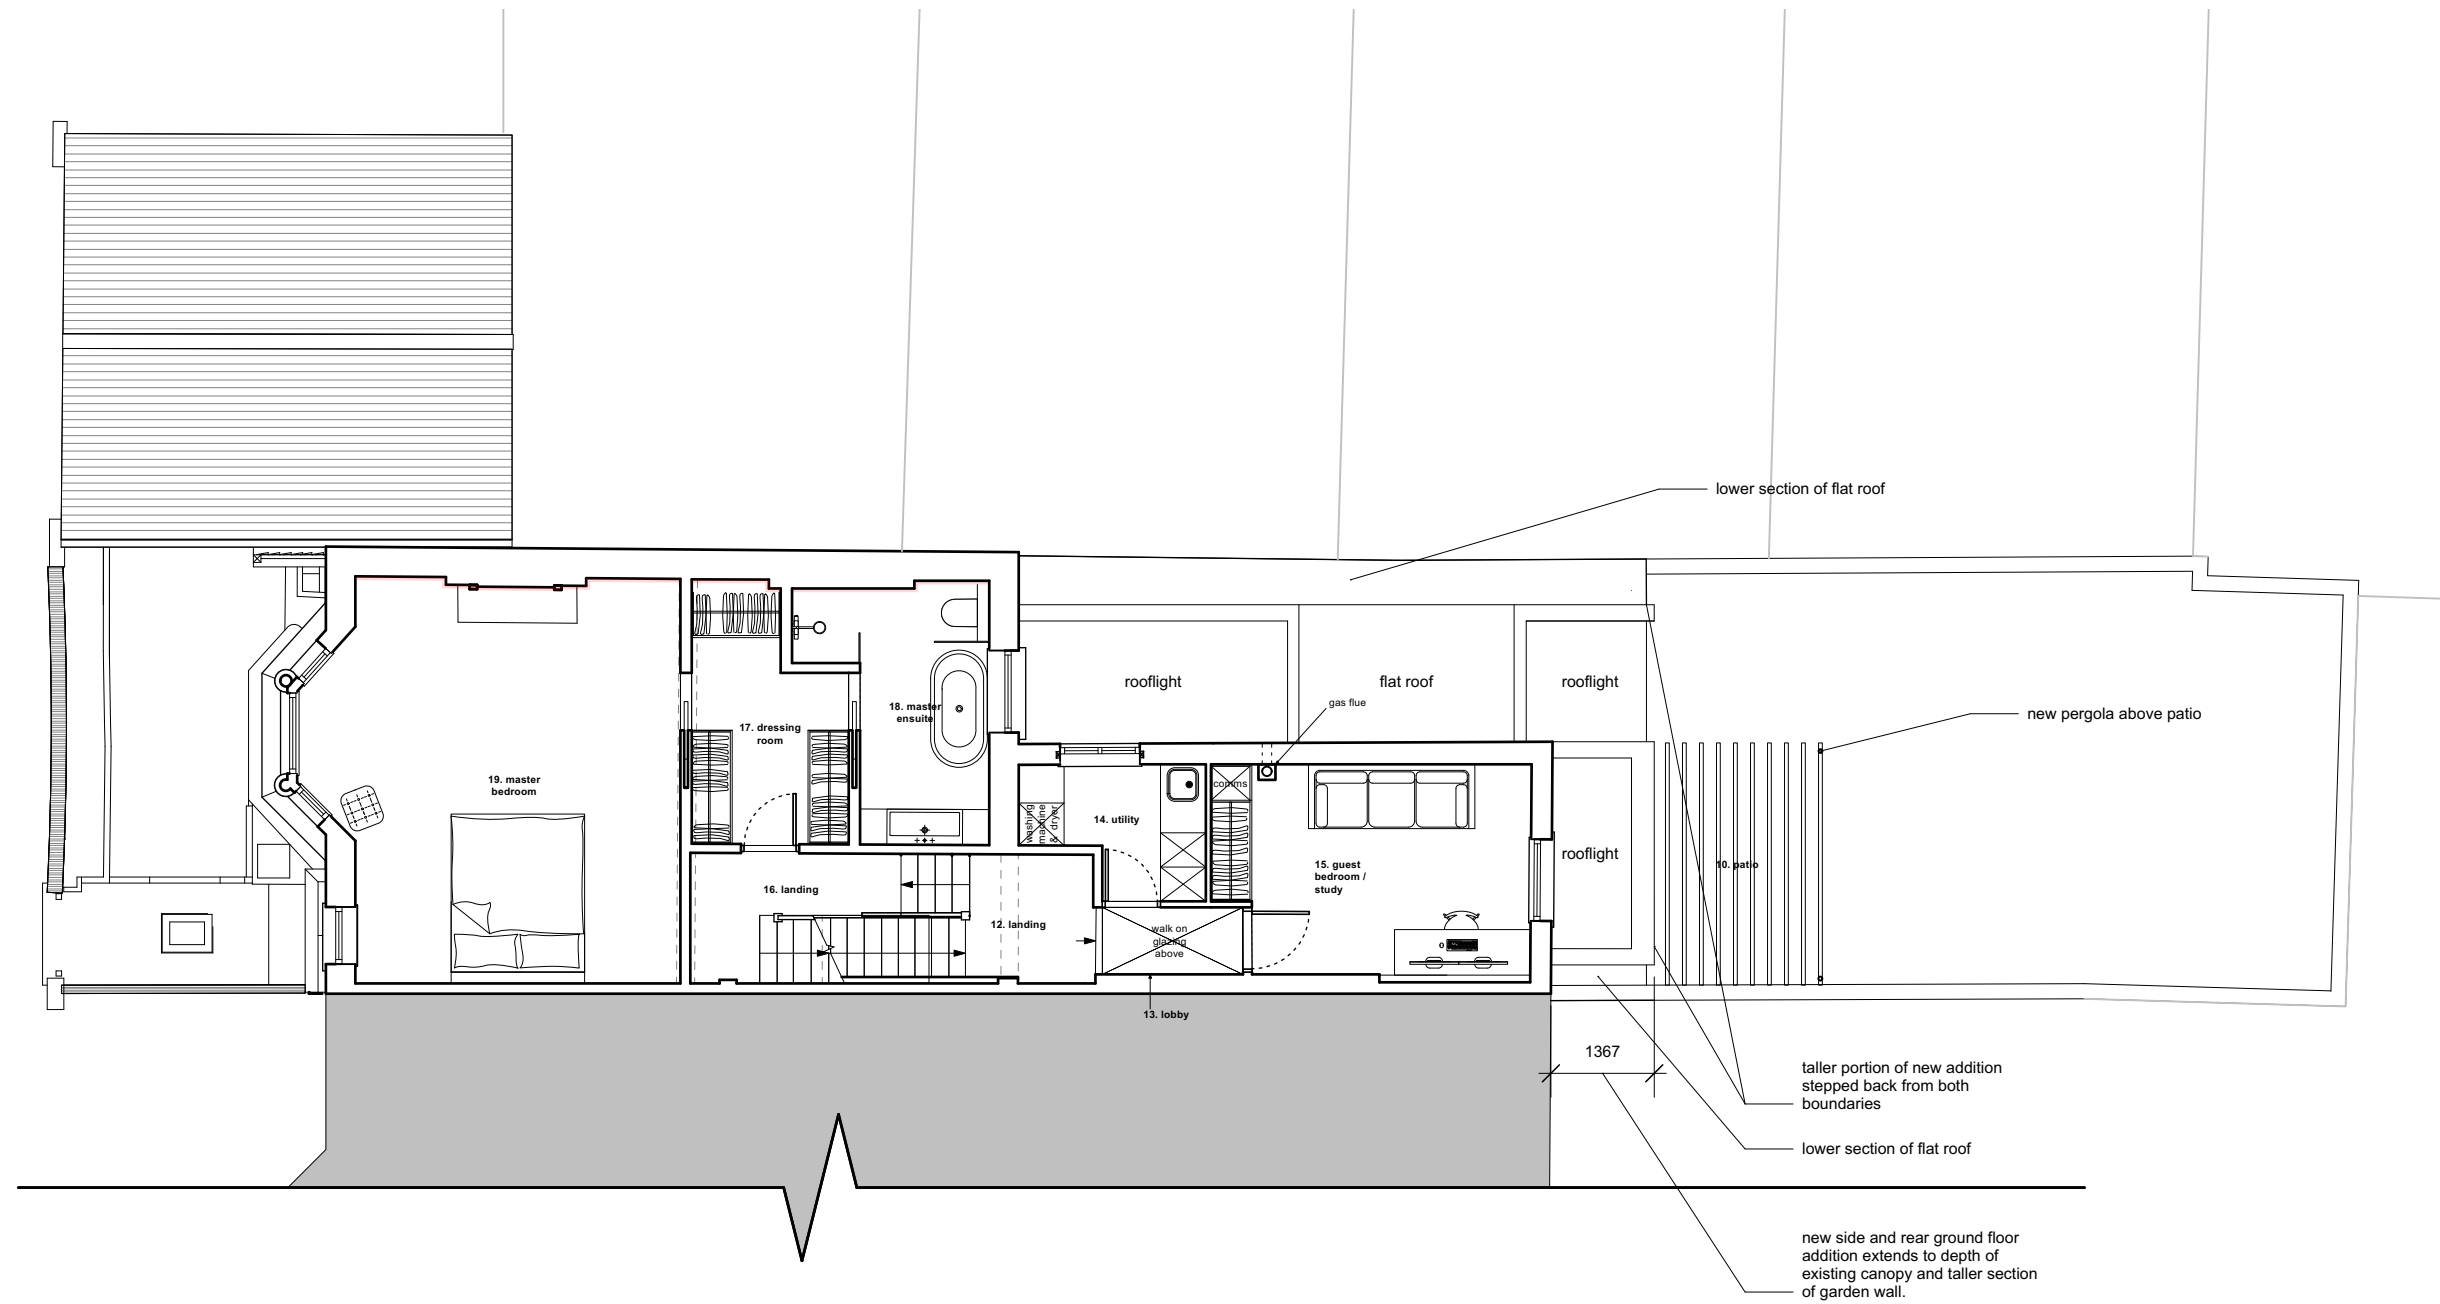 lower section of flat roof
rooflight
flat roof
rooflight
gas flue
new pergola above patio
18. master
ensuite
17. dressing
room
19. master
bedroom
comms
washing
machine
& dryer
14. utility
15. guest
bedroom /
study
rooflight
10. patio
16. landing
12. landing
walk on
glazing
above
13. lobby
1367
taller portion of new addition
stepped back from both
boundaries
lower section of flat roof
new side and rear ground floor
addition extends to depth of
existing canopy and taller section
of garden wall.